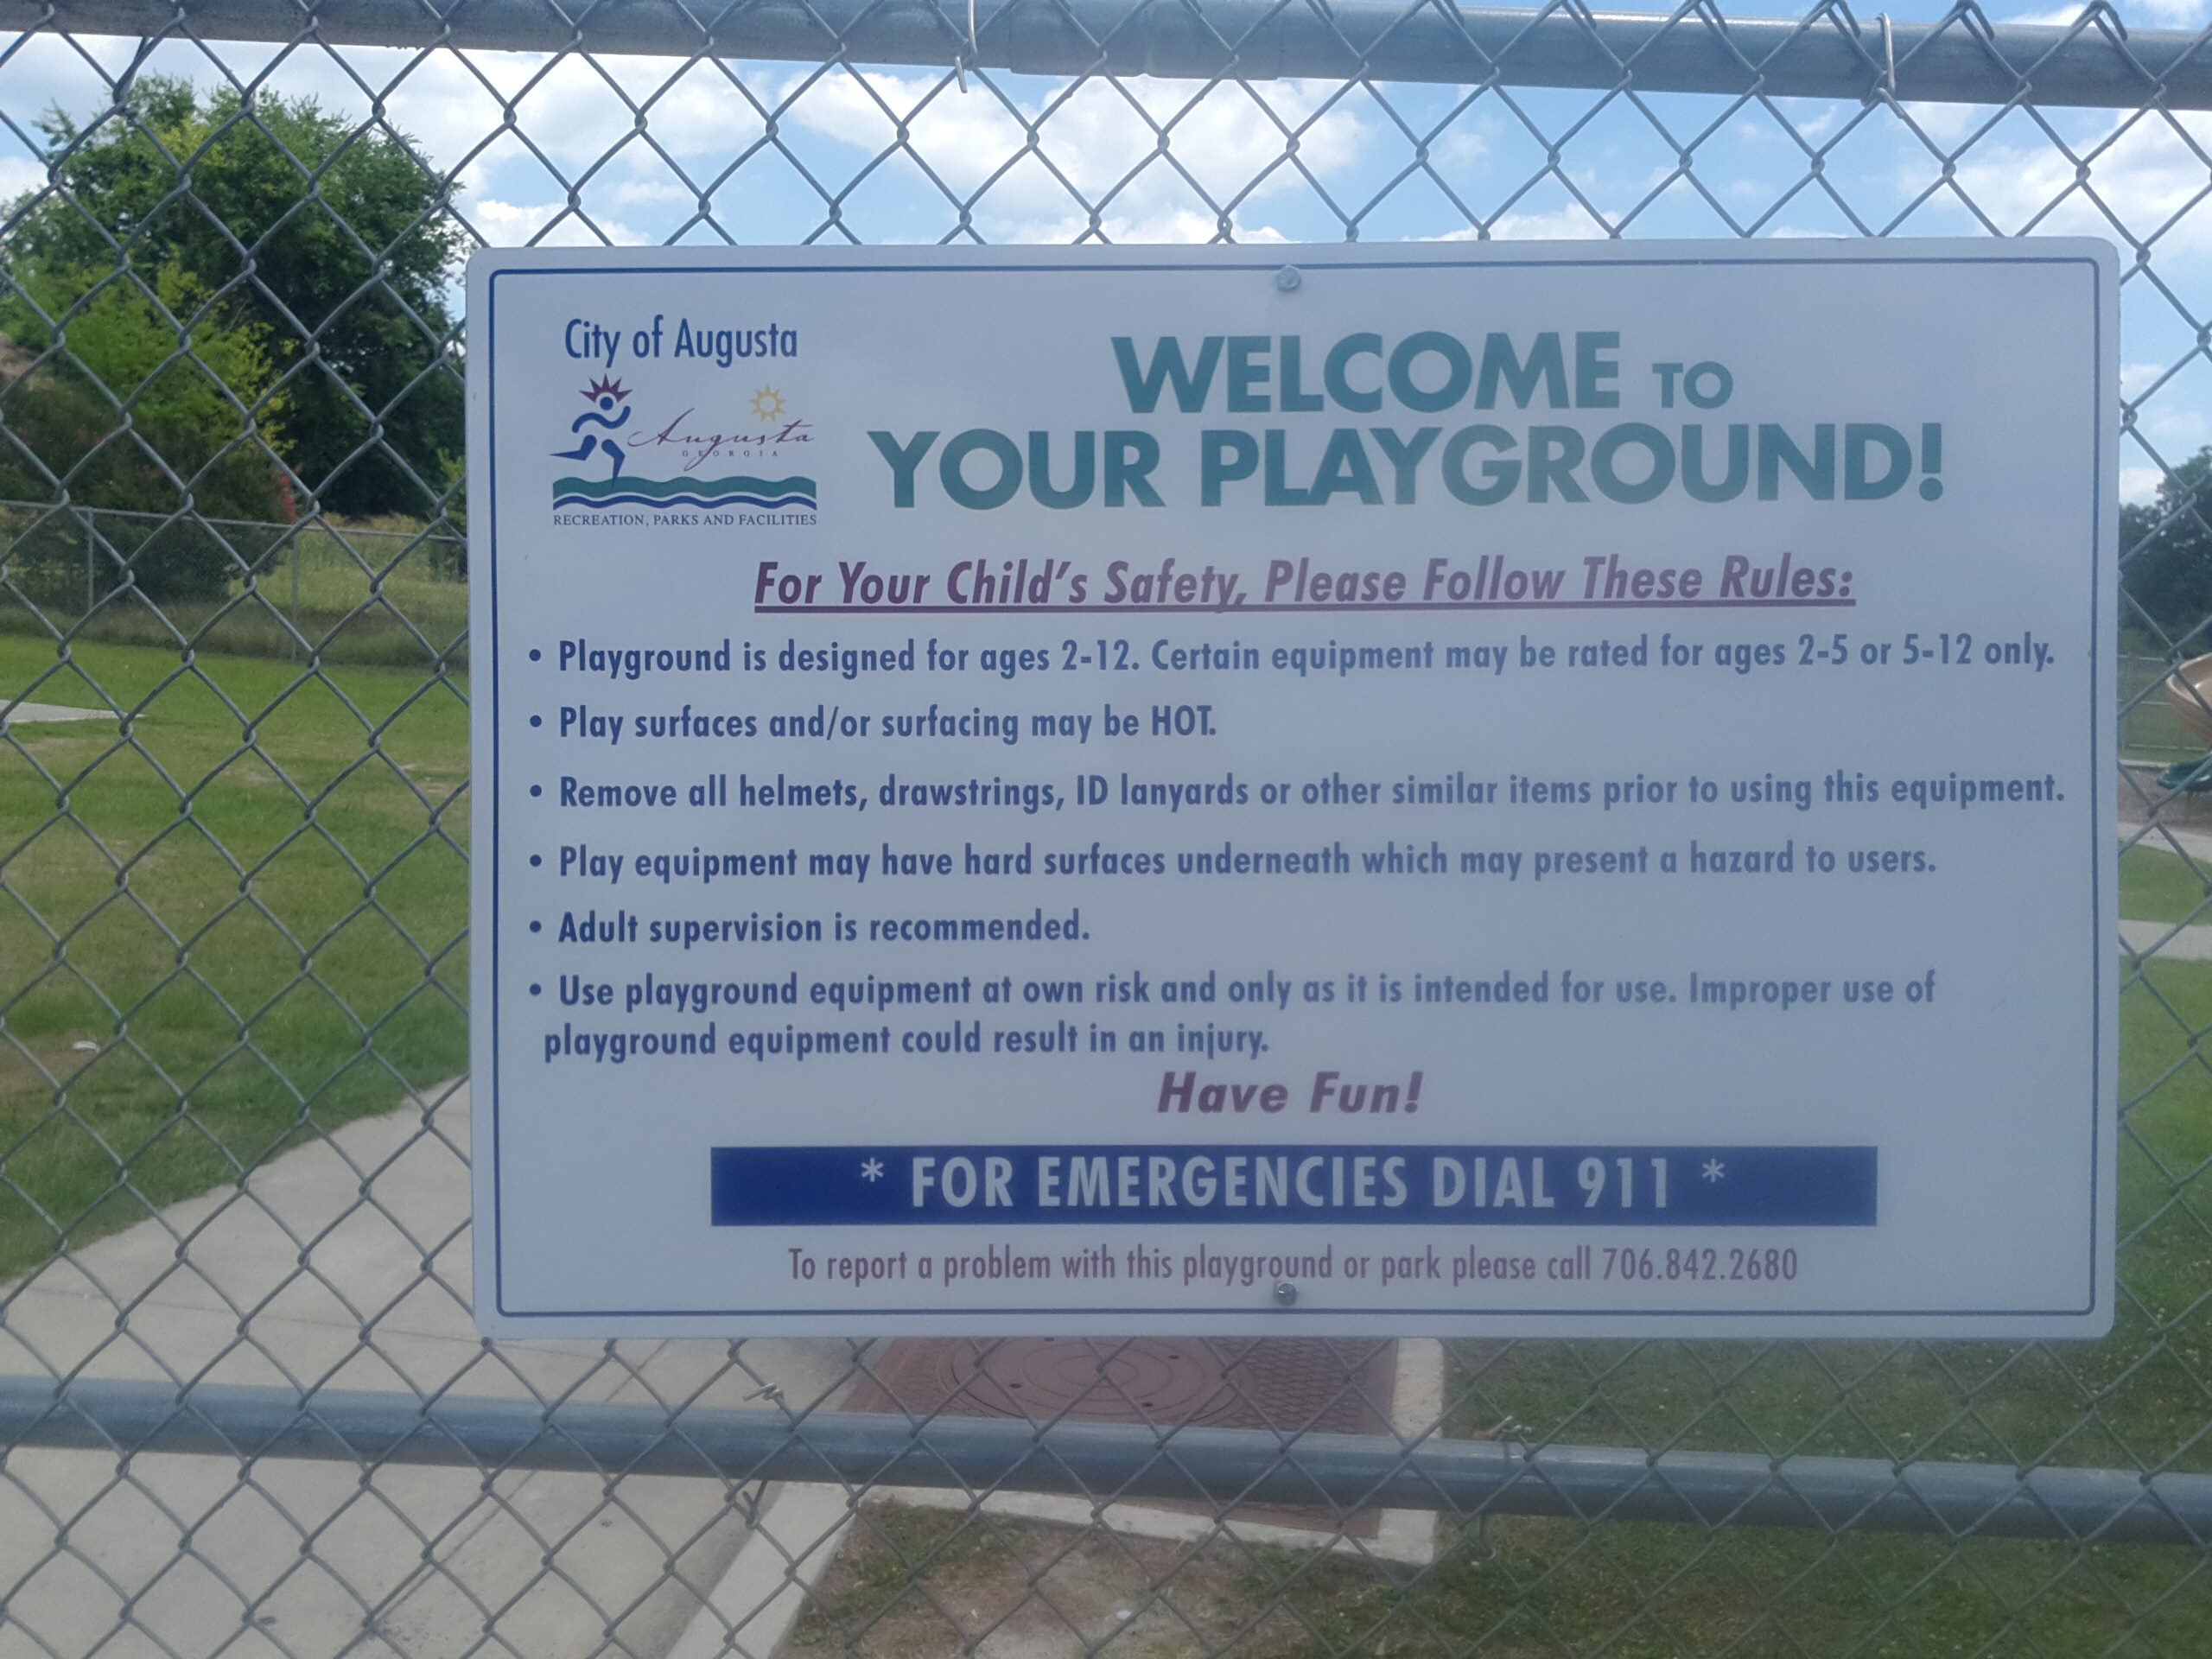 City of Augusta
Augusta
GEORGIA
RECREATION, PARKS AND FACILITIES
WELCOME TO
YOUR PLAYGROUND!
For Your Child's Safety, Please Follow These Rules:
• Playground is designed for ages 2-12. Certain equipment may be rated for ages 2-5 or 5-12 only.
• Play surfaces and/or surfacing may be HOT.
• Remove all helmets, drawstrings, ID lanyards or other similar items prior to using this equipment.
• Play equipment may have hard surfaces underneath which may present a hazard to users.
• Adult supervision is recommended.
• Use playground equipment at own risk and only as it is intended for use. Improper use of
playground equipment could result in an injury.
Have Fun!
* FOR EMERGENCIES DIAL 911 *
To report a problem with this playground or park please call 706.842.2680